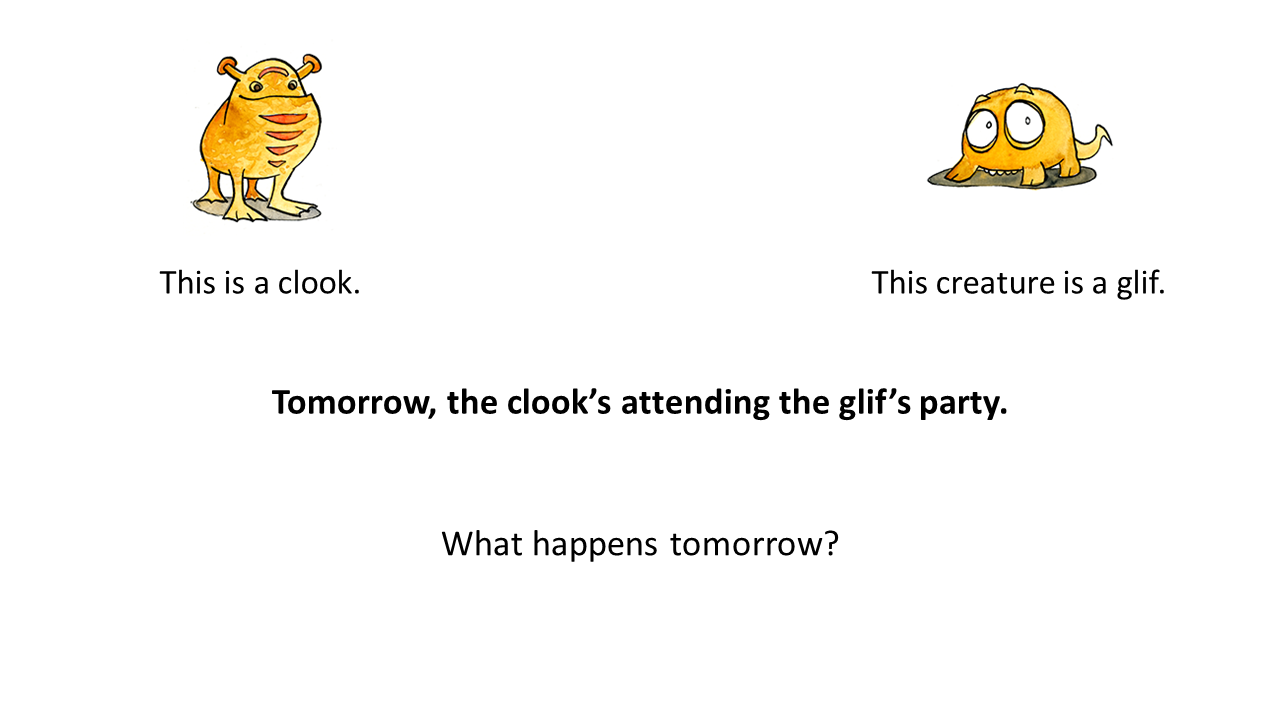 This is a clook.
This creature is a glif.
Tomorrow, the clook’s attending the glif’s party.
What happens tomorrow?